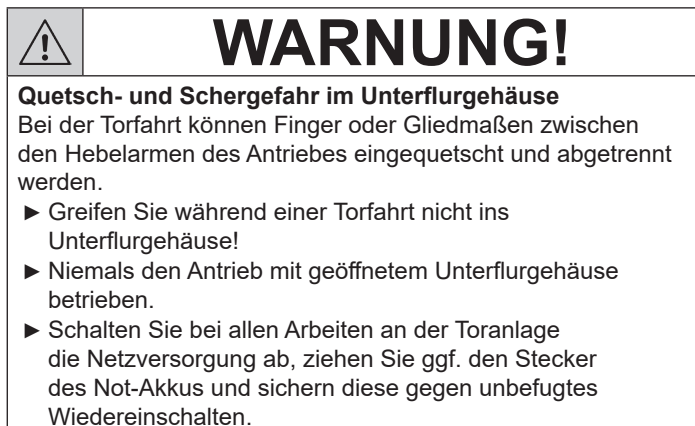 WARNUNG!
Quetsch- und Schergefahr im Unterflurgehäuse
Bei der Torfahrt können Finger oder Gliedmaßen zwischen
den Hebelarmen des Antriebes eingequetscht und abgetrennt
werden.
► Greifen Sie während einer Torfahrt nicht ins
Unterflurgehäuse!
► Niemals den Antrieb mit geöffnetem Unterflurgehäuse
betrieben.
► Schalten Sie bei allen Arbeiten an der Toranlage
die Netzversorgung ab, ziehen Sie ggf. den Stecker
des Not-Akkus und sichern diese gegen unbefugtes
Wiedereinschalten.